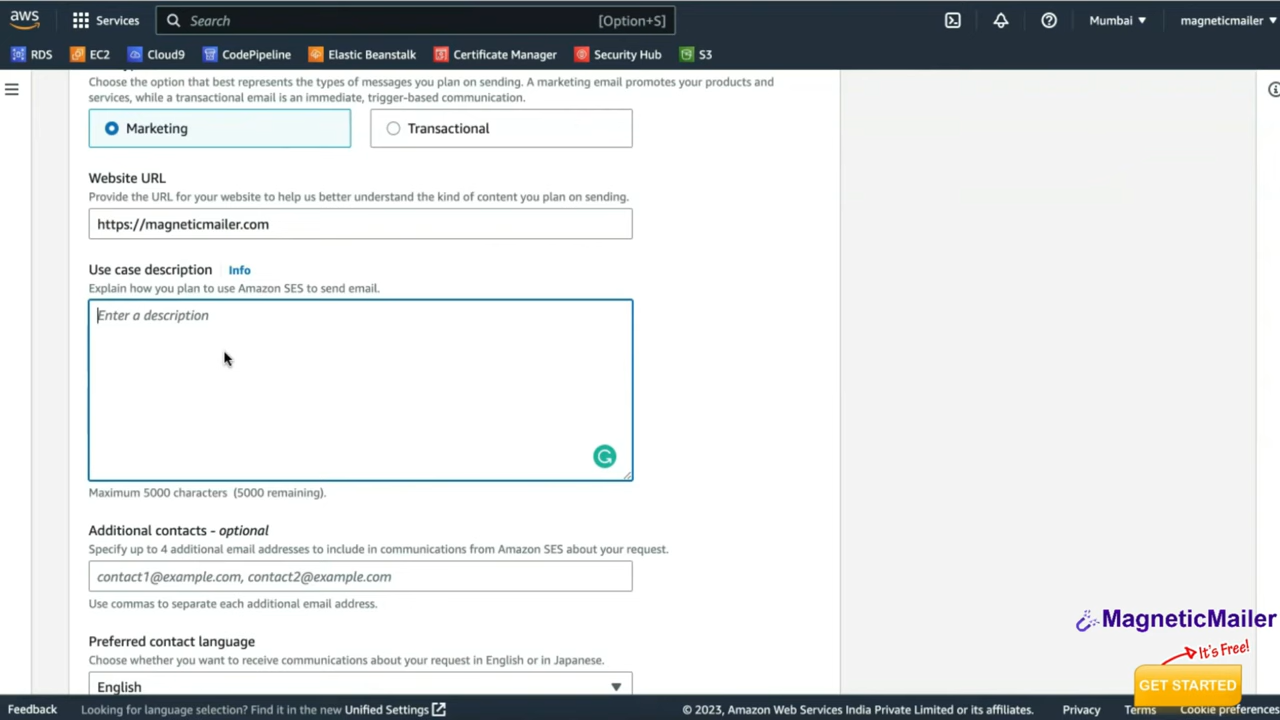 aws
Services
Search
[Option+S]
Mumbai
magneticmailer
RDS
EC2
Cloud9
CodePipeline
Elastic Beanstalk
Certificate Manager
Security Hub
S3
Choose the option that best represents the types of messages you plan on sending. A marketing email promotes your products and
services, while a transactional email is an immediate, trigger-based communication.
Marketing
Transactional
Website URL
Provide the URL for your website to help us better understand the kind of content you plan on sending.
https://magneticmailer.com
Use case description Info
Explain how you plan to use Amazon SES to send email.
Enter a description
Maximum 5000 characters (5000 remaining).
Additional contacts - optional
Specify up to 4 additional email addresses to include in communications from Amazon SES about your request.
contact1@example.com, contact2@example.com
Use commas to separate each additional email address.
Preferred contact language
Choose whether you want to receive communications about your request in English or in Japanese.
English
MagneticMailer
It's Free!
GET STARTED
Feedback
Looking for language selection? Find it in the new Unified Settings
© 2023, Amazon Web Services India Private Limited or its affiliates.
Privacy
Terms
Cookie preferences